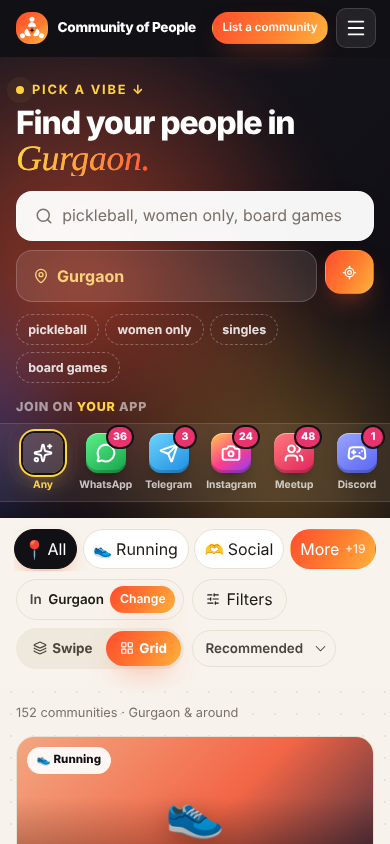 Community of People
List a community
PICK A VIBE ↓
Find your people in
Gurgaon.
pickleball, women only, board games
Gurgaon
pickleball
women only
singles
board games
JOIN ON YOUR APP
36
3
24
48
1
Any
WhatsApp
Telegram
Instagram
Meetup
Discord
📍 All
👟 Running
🫶 Social
More +19
In Gurgaon
Change
Filters
Swipe
Grid
Recommended
152 communities · Gurgaon & around
👟 Running